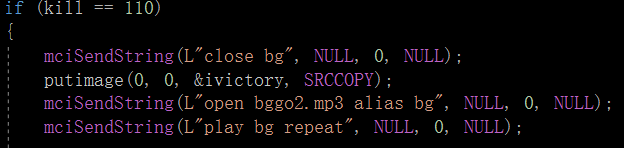 if (kill == 110)
{
mciSendString(L"close bg", NULL, 0, NULL);
putimage(0, 0, &ivictory, SRCCOPY);
mciSendString(L"open bggo2.mp3 alias bg", NULL, 0, NULL);
mciSendString(L"play bg repeat", NULL, 0, NULL);